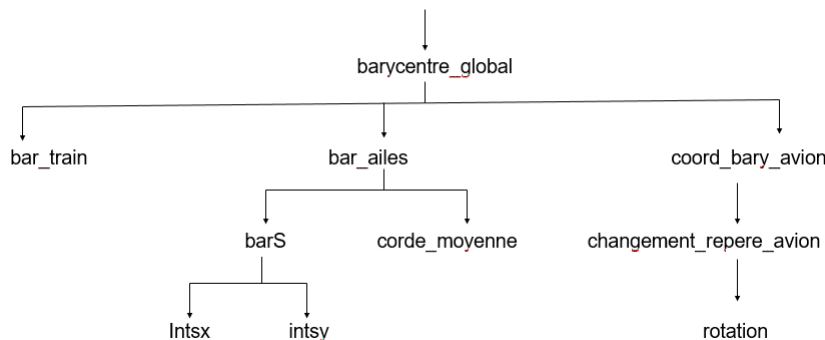 barycentre_global
bar_train
bar_ailes
coord_bary_avion
barS
corde_moyenne
changement_repere_avion
Intsx
intsy
rotation